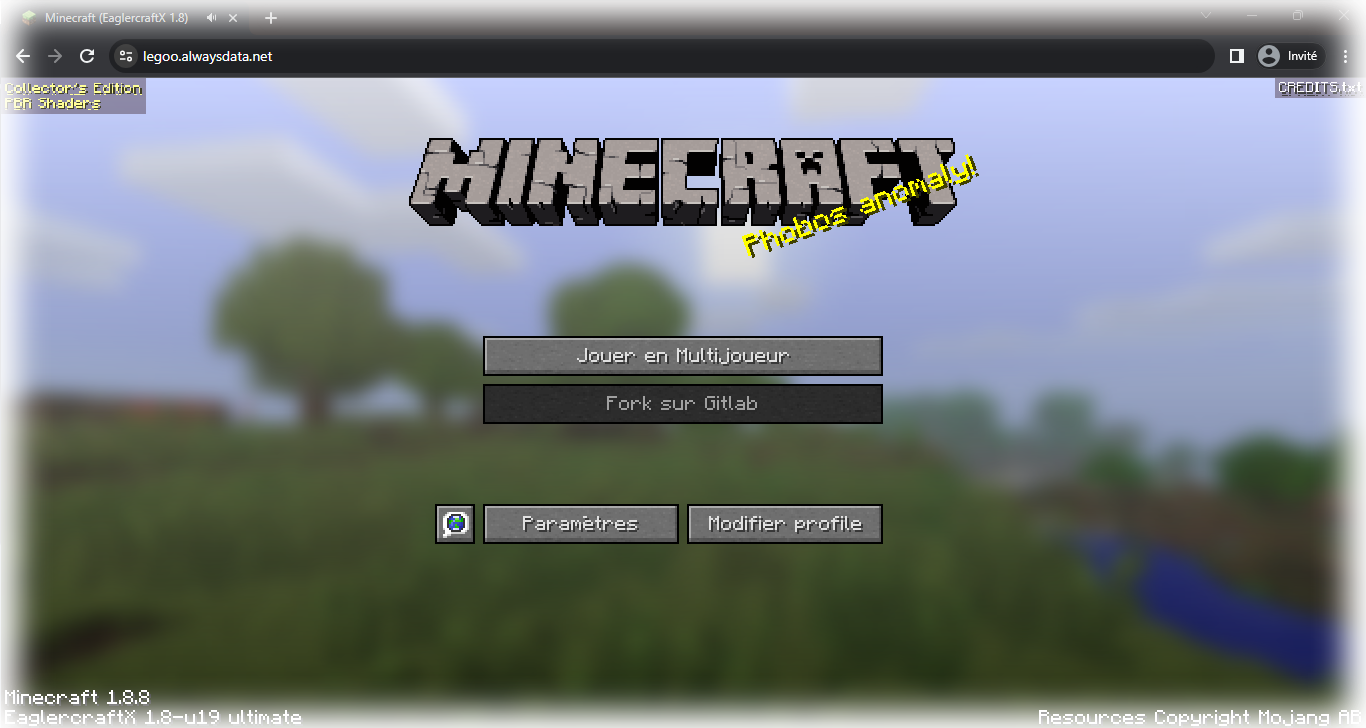 Minecraft (EaglercraftX 1.8)
legoo.alwaysdata.net
Invité
Collector's Edition
PBR Shaders
CREDITS.txt
MINECRAFT
Phobos anomaly!
Jouer en Multijoueur
Fork sur Gitlab
Paramètres
Modifier profile
Minecraft 1.8.8
EaglercraftX 1.8-u19 ultimate
Resources Copyright Mojang AB